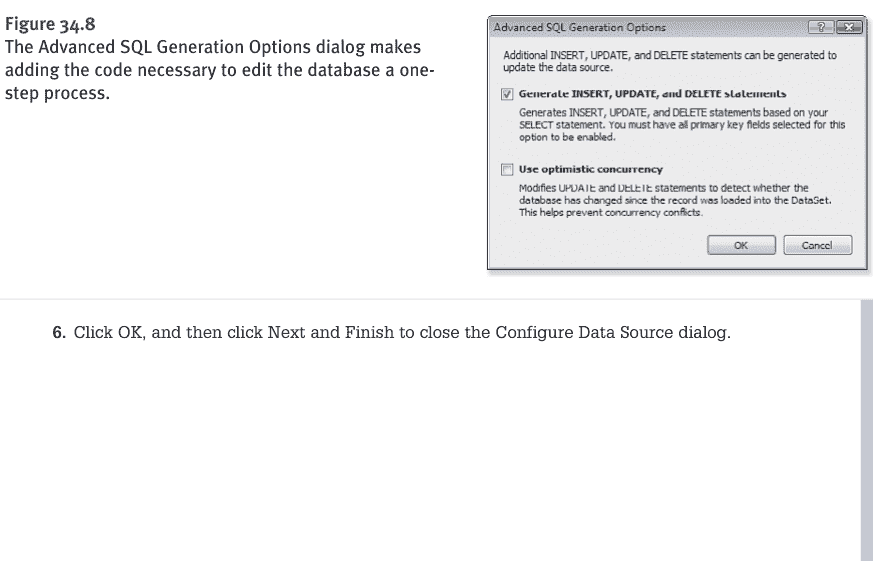 Figure 34.8
The Advanced SQL Generation Options dialog makes
adding the code necessary to edit the database a one-
step process.
Advanced SQL Generation Options
Additional INSERT, UPDATE, and DELETE statements can be generated to
update the data source.
Generate INSERT, UPDATE, and DELETE statements
Generates INSERT, UPDATE, and DELETE statements based on your
SELECT statement. You must have all primary key fields selected for this
option to be enabled.
Use optimistic concurrency
Modifies UPDATE and DELETE statements to detect whether the
database has changed since the record was loaded into the DataSet.
This helps prevent concurrency conflicts.
OK Cancel
6. Click OK, and then click Next and Finish to close the Configure Data Source dialog.